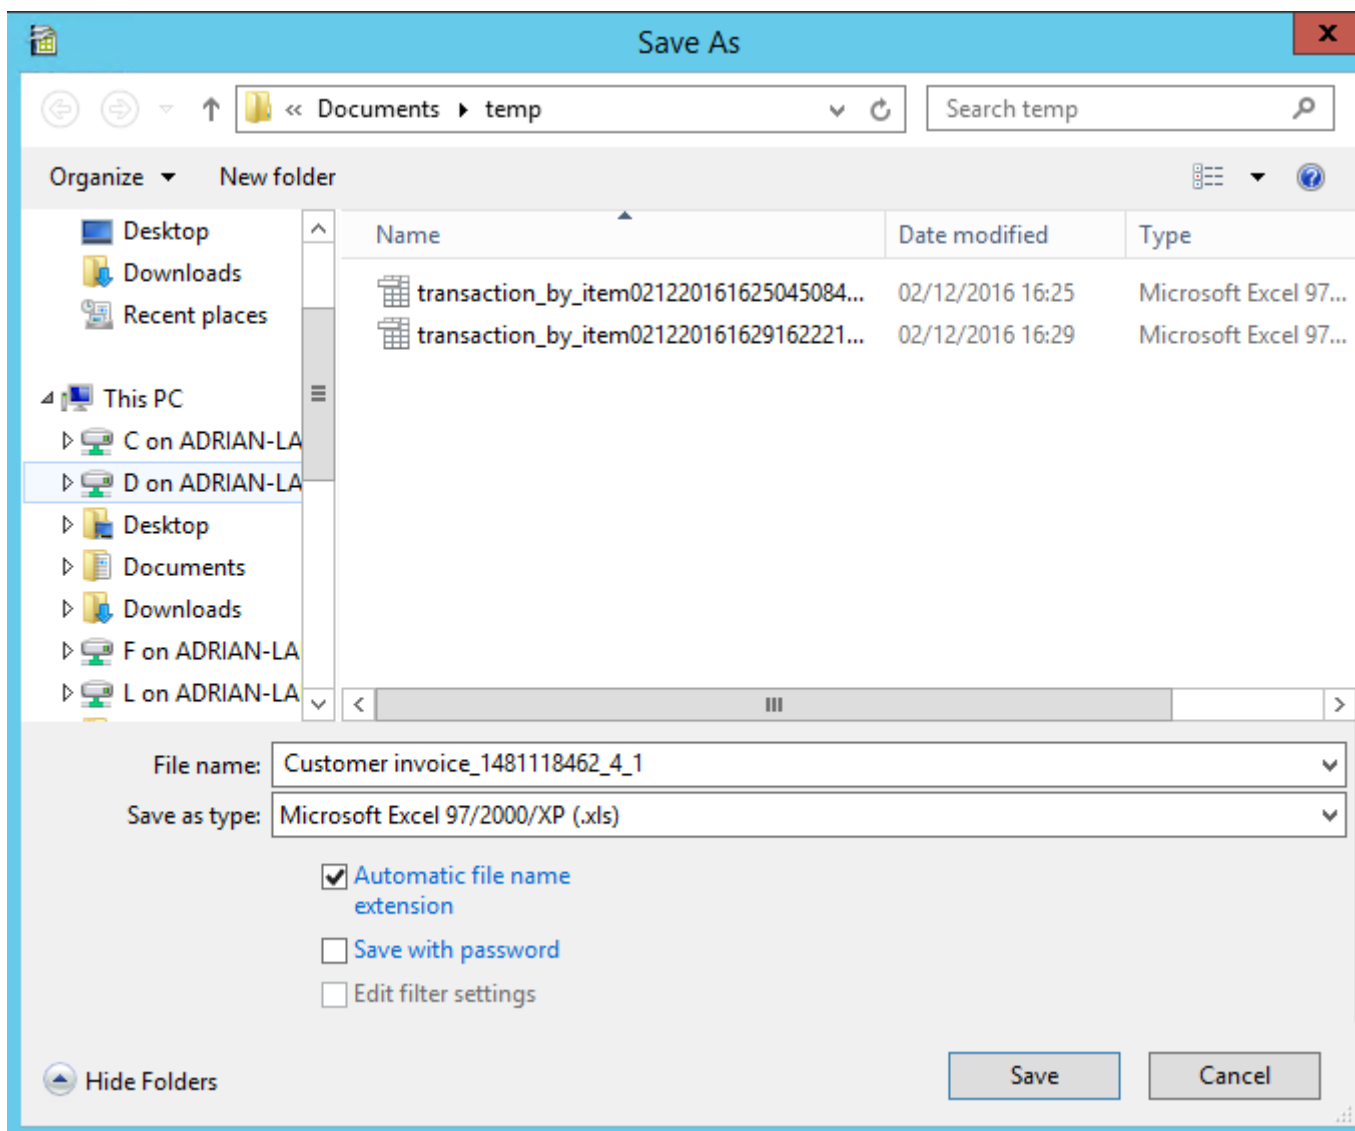 Save As
« Documents temp
Search temp
Organize New folder
Name Date modified Type
Desktop
Downloads
Recent places
This PC
C on ADRIAN-LA
D on ADRIAN-LA
Desktop
Documents
Downloads
F on ADRIAN-LA
L on ADRIAN-LA
transaction_by_item021220161625045084... 02/12/2016 16:25 Microsoft Excel 97...
transaction_by_item021220161629162221... 02/12/2016 16:29 Microsoft Excel 97...
File name: Customer invoice_1481118462_4_1
Save as type: Microsoft Excel 97/2000/XP (.xls)
Automatic file name
extension
Save with password
Edit filter settings
Hide Folders
Save
Cancel